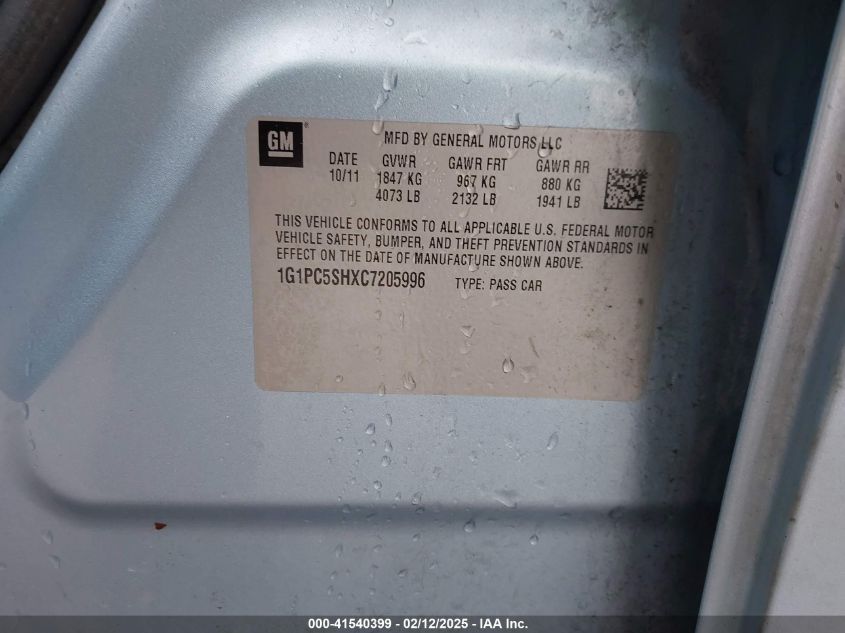 GM ®
MFD BY GENERAL MOTORS LLC
DATE GVWR GAWR FRT GAWR RR
10/11 1847 KG 967 KG 880 KG
4073 LB 2132 LB 1941 LB
THIS VEHICLE CONFORMS TO ALL APPLICABLE U.S. FEDERAL MOTOR
VEHICLE SAFETY, BUMPER, AND THEFT PREVENTION STANDARDS IN
EFFECT ON THE DATE OF MANUFACTURE SHOWN ABOVE.
1G1PC5SHXC7205996 TYPE: PASS CAR
000-41540399 - 02/12/2025 - IAA Inc.